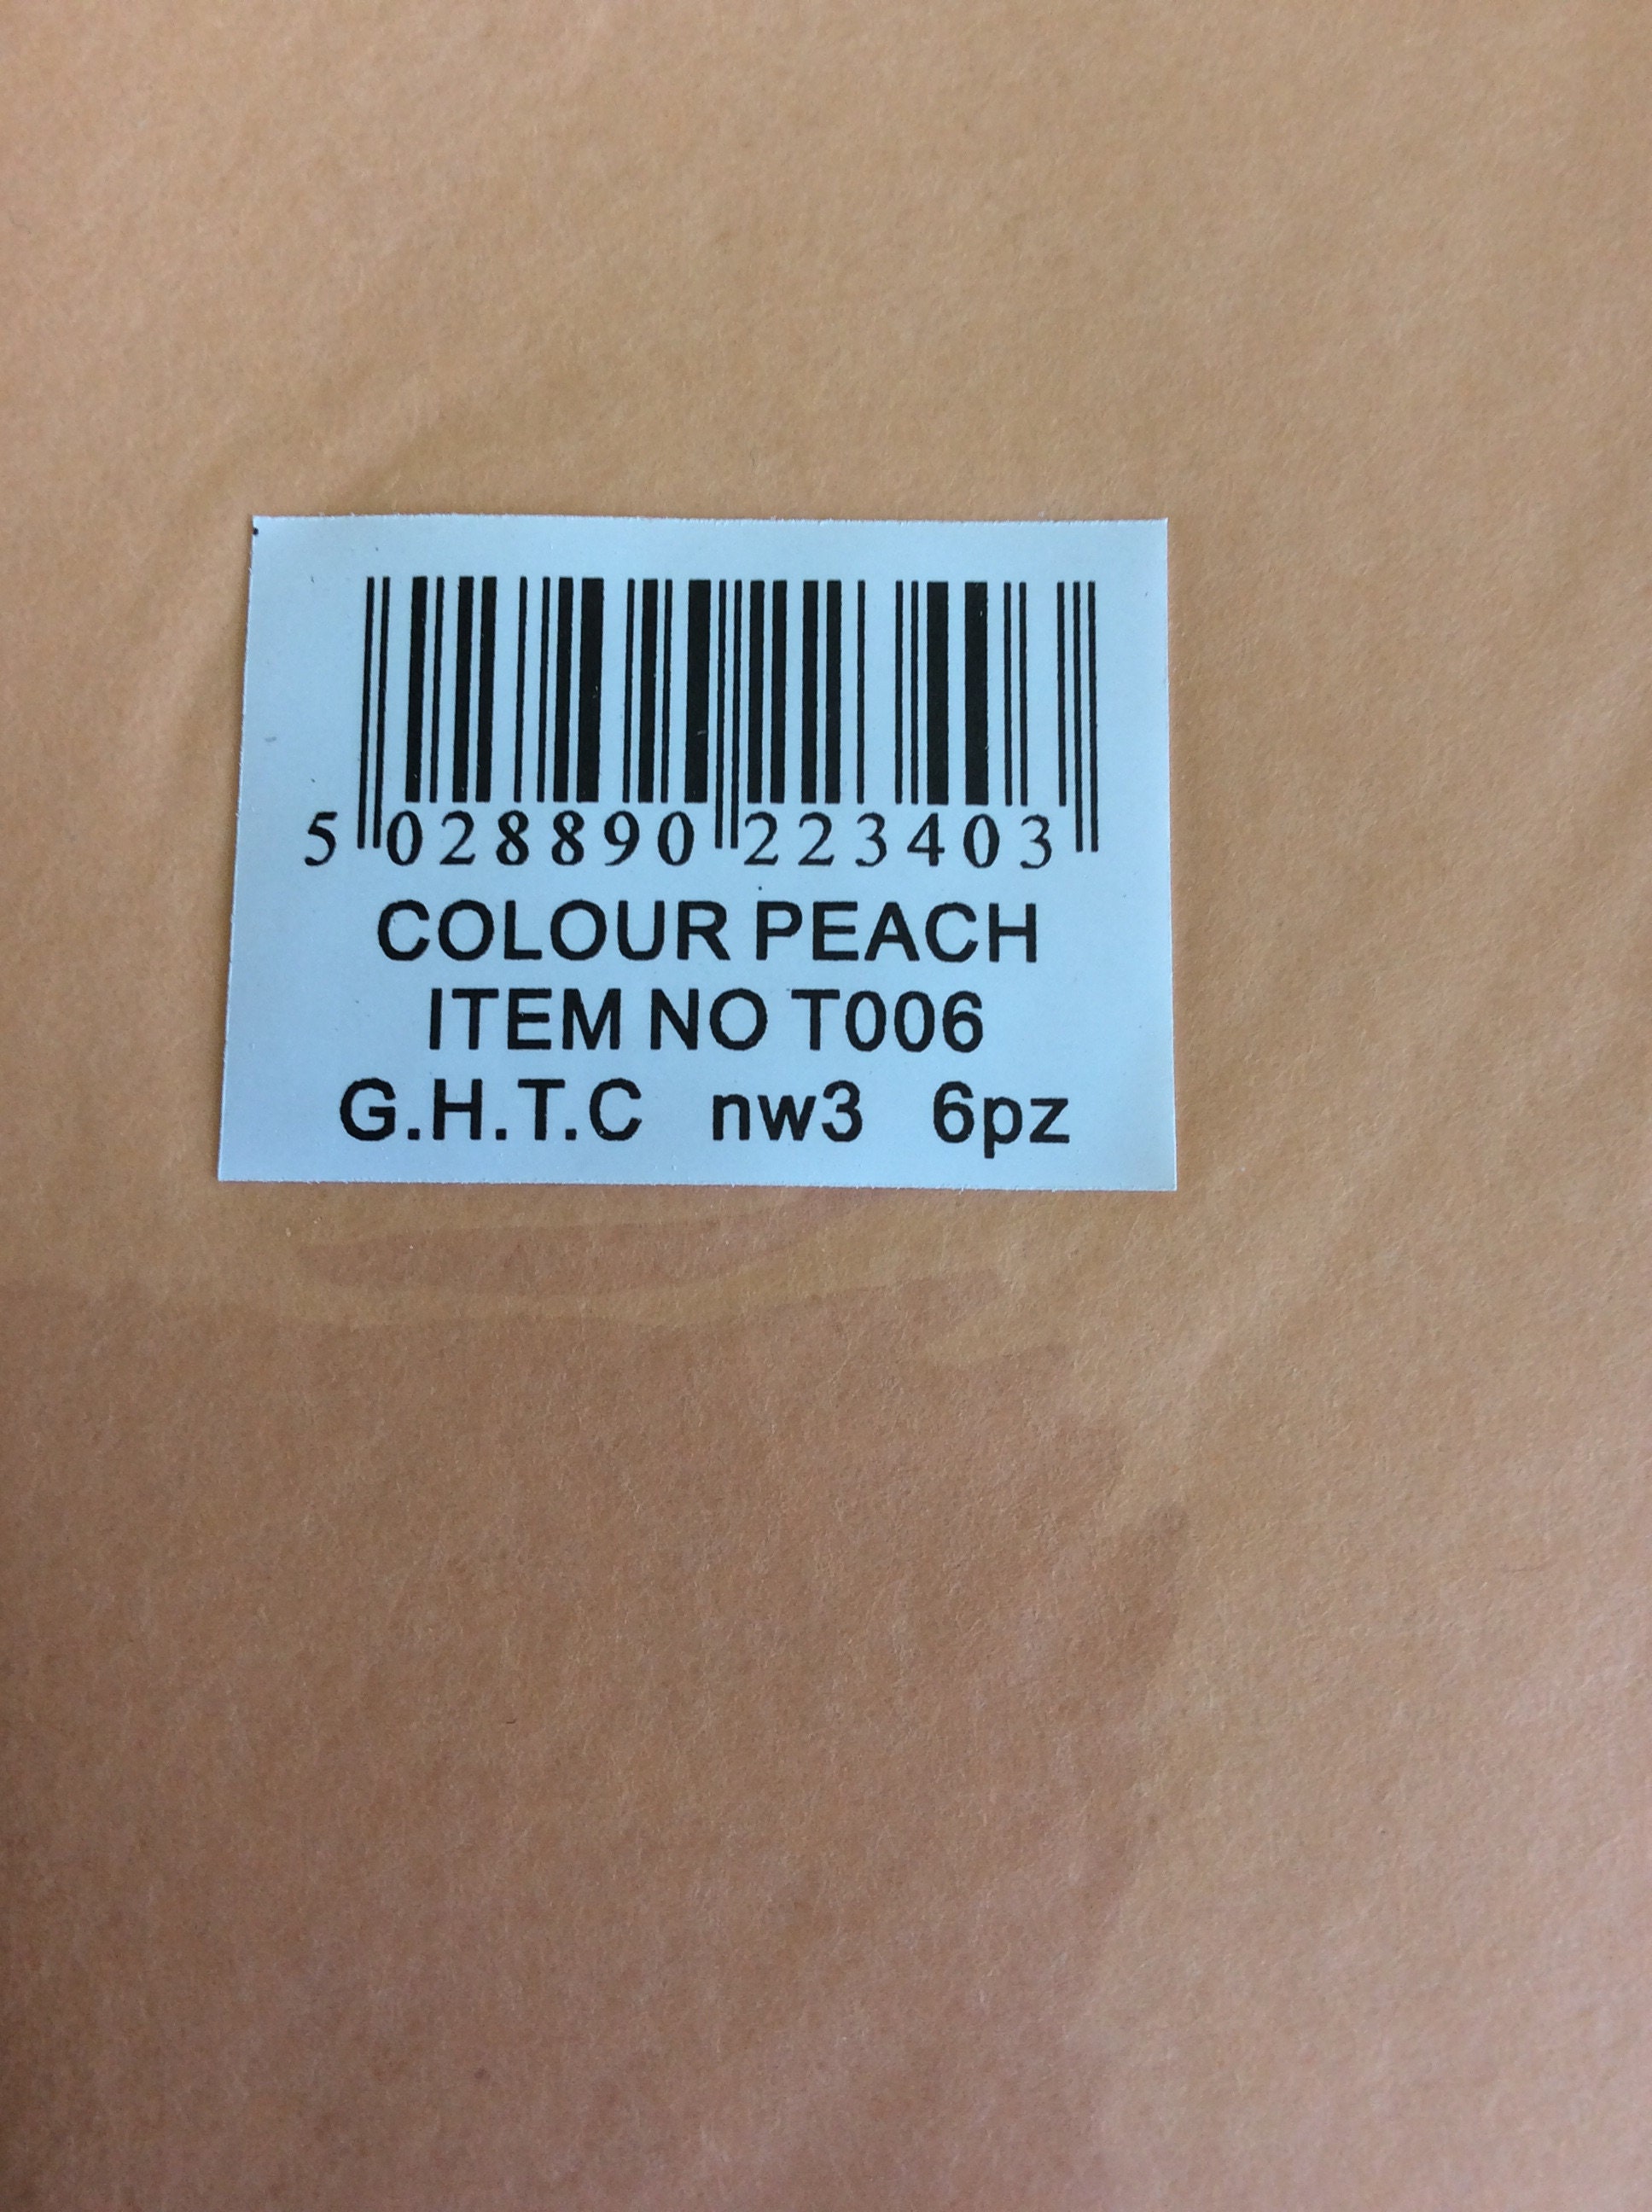 5 028890 223403
COLOUR PEACH
ITEM NO T006
G.H.T.C nw3 6pz